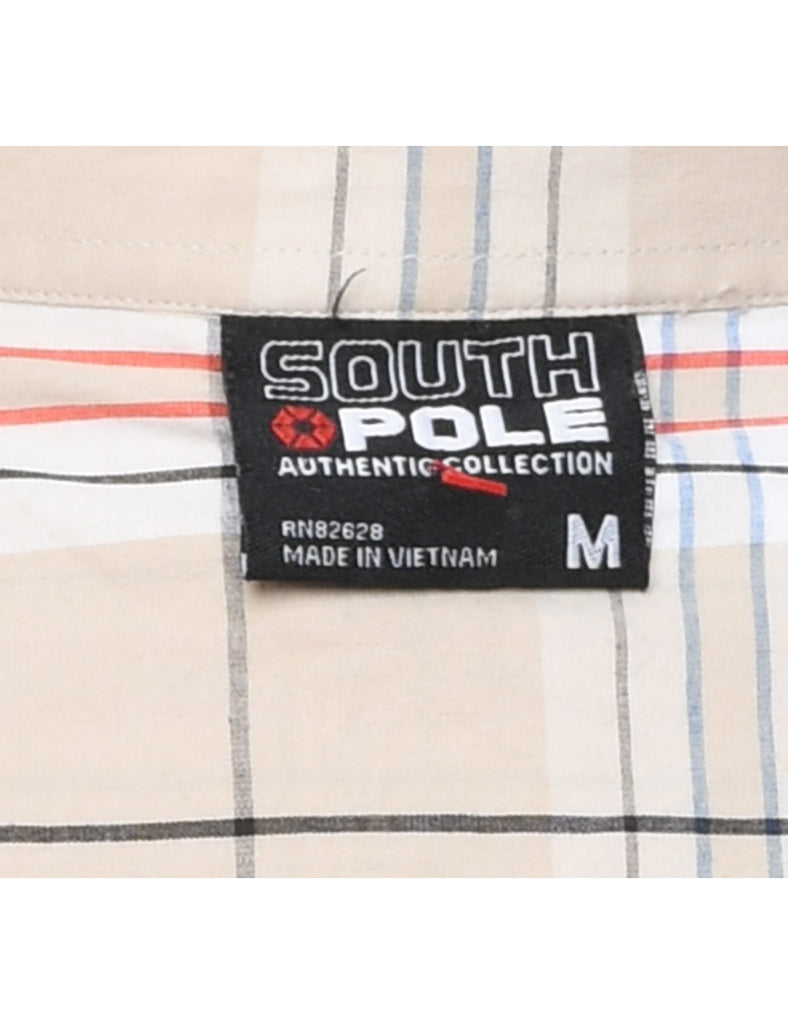 SOUTH
POLE
AUTHENTIC COLLECTION
RN82628
MADE IN VIETNAM
M